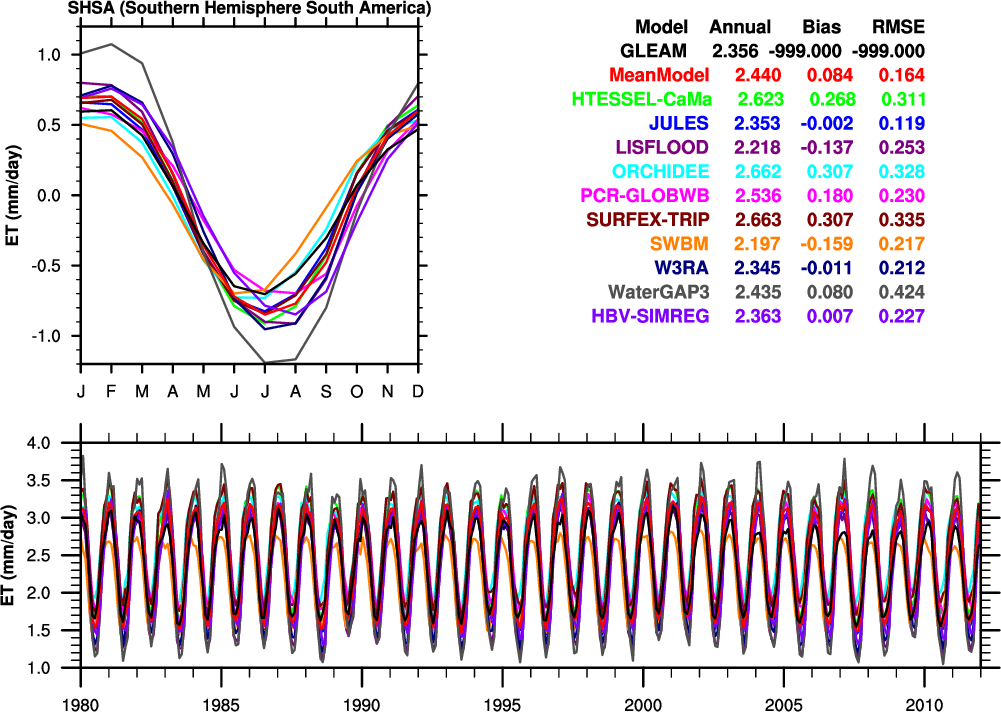 SHSA (Southern Hemisphere South America)
Model Annual Bias RMSE
GLEAM 2.356 -999.000 -999.000
MeanModel 2.440 0.084 0.164
HTESSEL-CaMa 2.623 0.268 0.311
JULES 2.353 -0.002 0.119
LISFLOOD 2.218 -0.137 0.253
ORCHIDEE 2.662 0.307 0.328
PCR-GLOBWB 2.536 0.180 0.230
SURFEX-TRIP 2.663 0.307 0.335
SWBM 2.197 -0.159 0.217
W3RA 2.345 -0.011 0.212
WaterGAP3 2.435 0.080 0.424
HBV-SIMREG 2.363 0.007 0.227
ET (mm/day)
1.0
0.5
0.0
-0.5
-1.0
J F M A M J J A S O N D
ET (mm/day)
4.0
3.5
3.0
2.5
2.0
1.5
1.0
1980 1985 1990 1995 2000 2005 2010